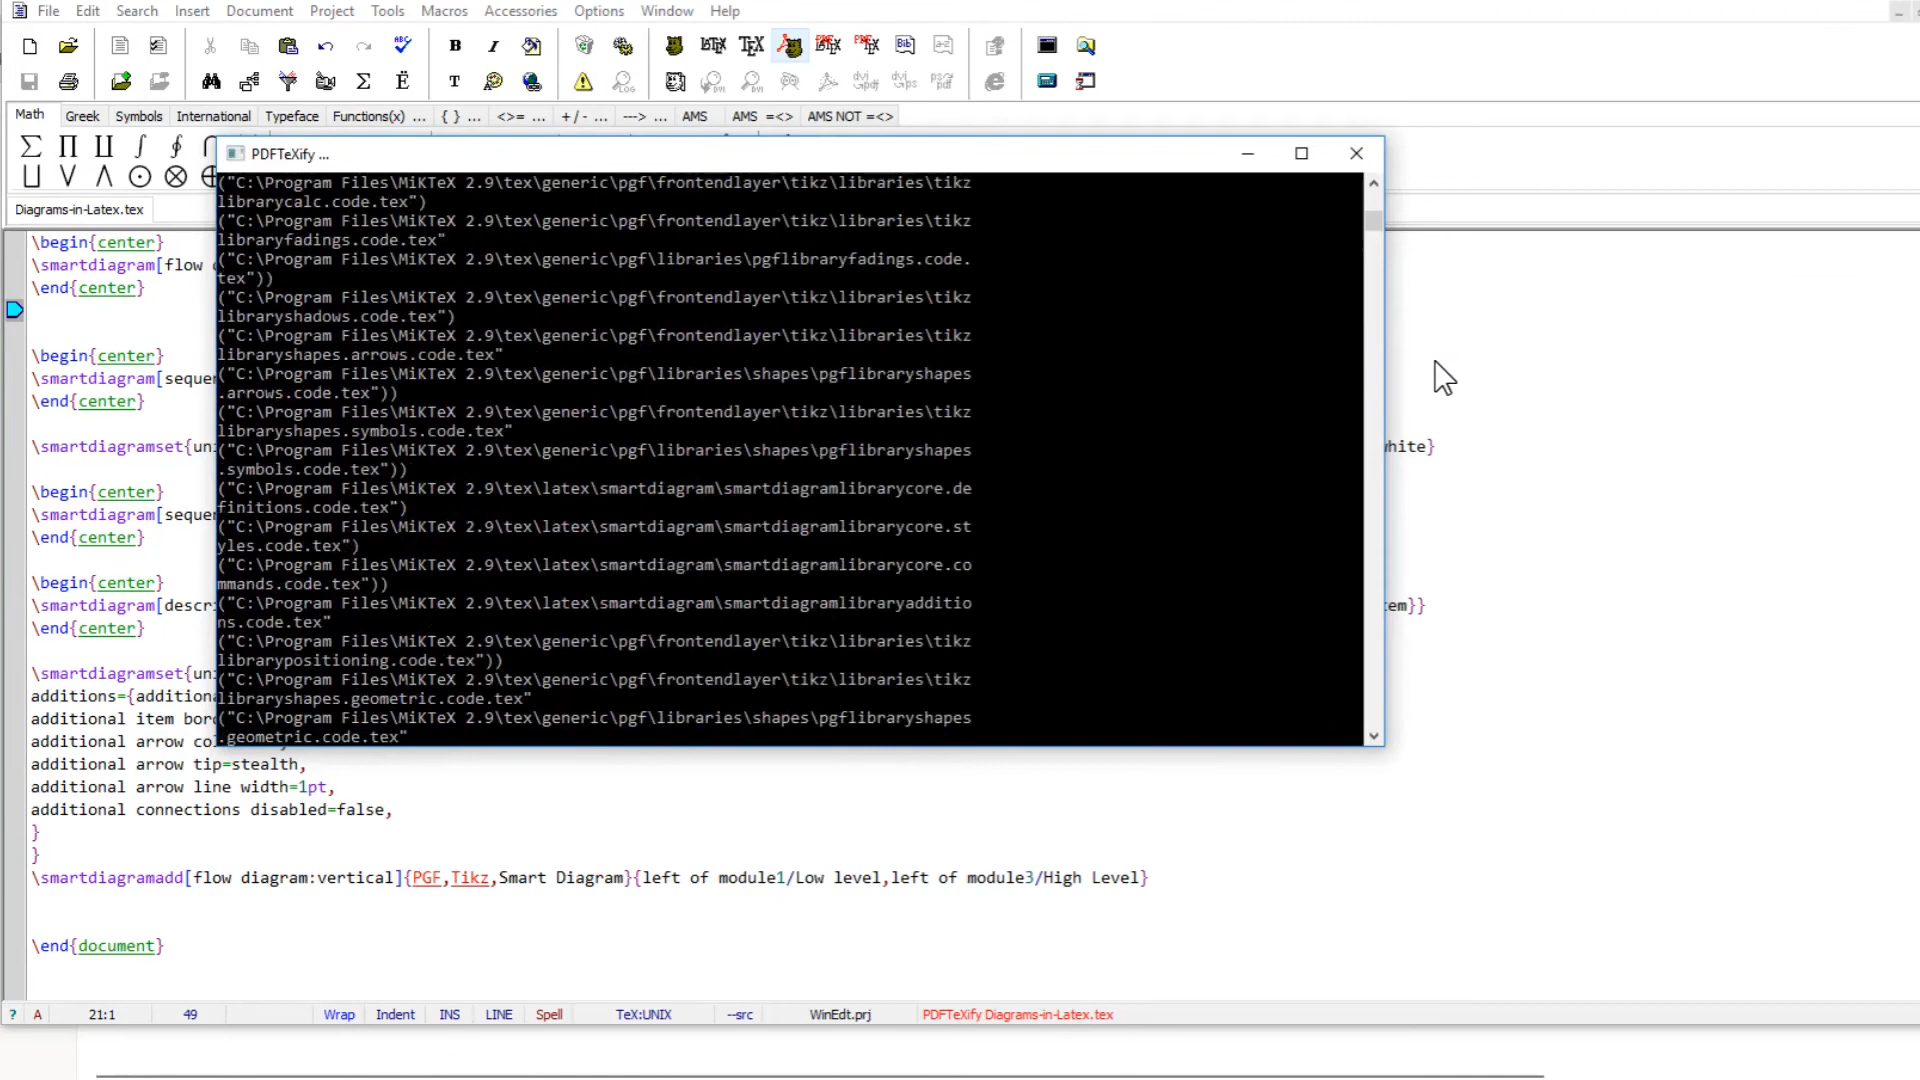 File Edit Search Insert Document Project Tools Macros Accessories Options Window Help
Math Greek Symbols International Typeface Functions(x) ... { } ... <>= ... + / - ... ---> ... AMS AMS =<> AMS NOT =<>
PDFTeXify ...
Diagrams-in-Latex.tex
("C:\Program Files\MiKTeX 2.9\tex\generic\pgf\frontendlayer\tikz\libraries\tikz
librarycalc.code.tex")
("C:\Program Files\MiKTeX 2.9\tex\generic\pgf\frontendlayer\tikz\libraries\tikz
libraryfadings.code.tex"
("C:\Program Files\MiKTeX 2.9\tex\generic\pgf\libraries\pgflibraryfadings.code.
tex"))
("C:\Program Files\MiKTeX 2.9\tex\generic\pgf\frontendlayer\tikz\libraries\tikz
libraryshadows.code.tex")
("C:\Program Files\MiKTeX 2.9\tex\generic\pgf\frontendlayer\tikz\libraries\tikz
libraryshapes.arrows.code.tex"
("C:\Program Files\MiKTeX 2.9\tex\generic\pgf\libraries\shapes\pgflibraryshapes
.arrows.code.tex"))
("C:\Program Files\MiKTeX 2.9\tex\generic\pgf\frontendlayer\tikz\libraries\tikz
libraryshapes.symbols.code.tex"
("C:\Program Files\MiKTeX 2.9\tex\generic\pgf\libraries\shapes\pgflibraryshapes
.symbols.code.tex"))
("C:\Program Files\MiKTeX 2.9\tex\latex\smartdiagram\smartdiagramlibrarycore.de
finitions.code.tex")
("C:\Program Files\MiKTeX 2.9\tex\latex\smartdiagram\smartdiagramlibrarycore.st
yles.code.tex")
("C:\Program Files\MiKTeX 2.9\tex\latex\smartdiagram\smartdiagramlibrarycore.co
mmands.code.tex"))
("C:\Program Files\MiKTeX 2.9\tex\latex\smartdiagram\smartdiagramlibraryadditio
ns.code.tex"
("C:\Program Files\MiKTeX 2.9\tex\generic\pgf\frontendlayer\tikz\libraries\tikz
librarypositioning.code.tex"))
("C:\Program Files\MiKTeX 2.9\tex\generic\pgf\frontendlayer\tikz\libraries\tikz
libraryshapes.geometric.code.tex"
("C:\Program Files\MiKTeX 2.9\tex\generic\pgf\libraries\shapes\pgflibraryshapes
.geometric.code.tex"
\begin{center}
\smartdiagram[flow
\end{center}
\begin{center}
\smartdiagram[sequen
\end{center}
\smartdiagramset{uni hite}
\begin{center}
\smartdiagram[sequen
\end{center}
\begin{center}
\smartdiagram[descri em}}
\end{center}
\smartdiagramset{uni
additions={additiona
additional item bor
additional arrow co
additional arrow tip=stealth,
additional arrow line width=1pt,
additional connections disabled=false,
}
}
\smartdiagramadd[flow diagram:vertical]{PGF,Tikz,Smart Diagram}{left of module1/Low level,left of module3/High Level}
\end{document}
? A 21:1 49 Wrap Indent INS LINE Spell TeX:UNIX --src WinEdt.prj PDFTeXify Diagrams-in-Latex.tex